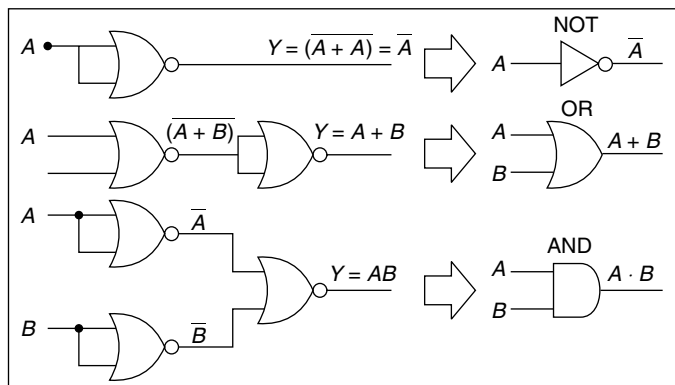 NOT
A Y = (A̅ ̅+̅ ̅A̅) = A̅ A A̅
OR
A (A̅ ̅+̅ ̅B̅) Y = A + B A A + B
B
A A̅
AND
Y = AB A A · B
B
B B̅